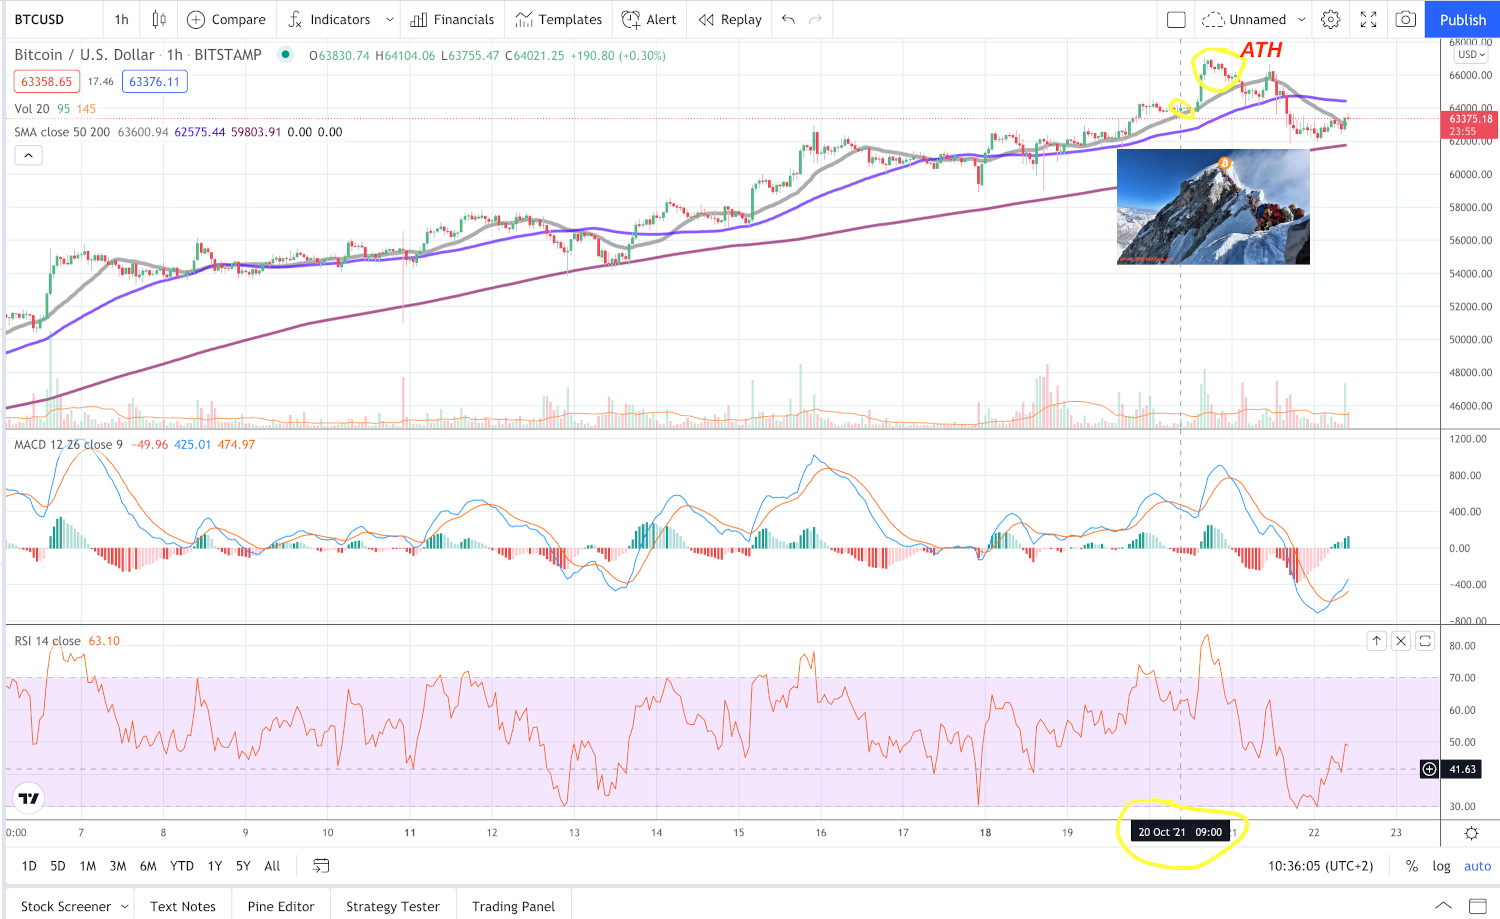 BTCUSD 1h Compare Indicators Financials Templates Alert Replay Unnamed Publish
Bitcoin / U.S. Dollar · 1h · BITSTAMP O63830.74 H64104.06 L63755.47 C64021.25 +190.80 (+0.30%)
ATH
68000.00
USD
63358.65 17.46 63376.11
66000.00
Vol 20 95 145
64000.00
63375.18
23:55
SMA close 50 200 63600.94 62575.44 59803.91 0.00 0.00
62000.00
60000.00
58000.00
56000.00
54000.00
52000.00
50000.00
48000.00
46000.00
MACD 12 26 close 9 −49.96 425.01 474.97
1200.00
800.00
400.00
0.00
−400.00
−800.00
RSI 14 close 63.10
80.00
70.00
60.00
50.00
41.63
30.00
0:00 7 8 9 10 11 12 13 14 15 16 17 18 19 20 Oct '21 09:00 21 22 23
1D 5D 1M 3M 6M YTD 1Y 5Y All 10:36:05 (UTC+2) % log auto
Stock Screener Text Notes Pine Editor Strategy Tester Trading Panel